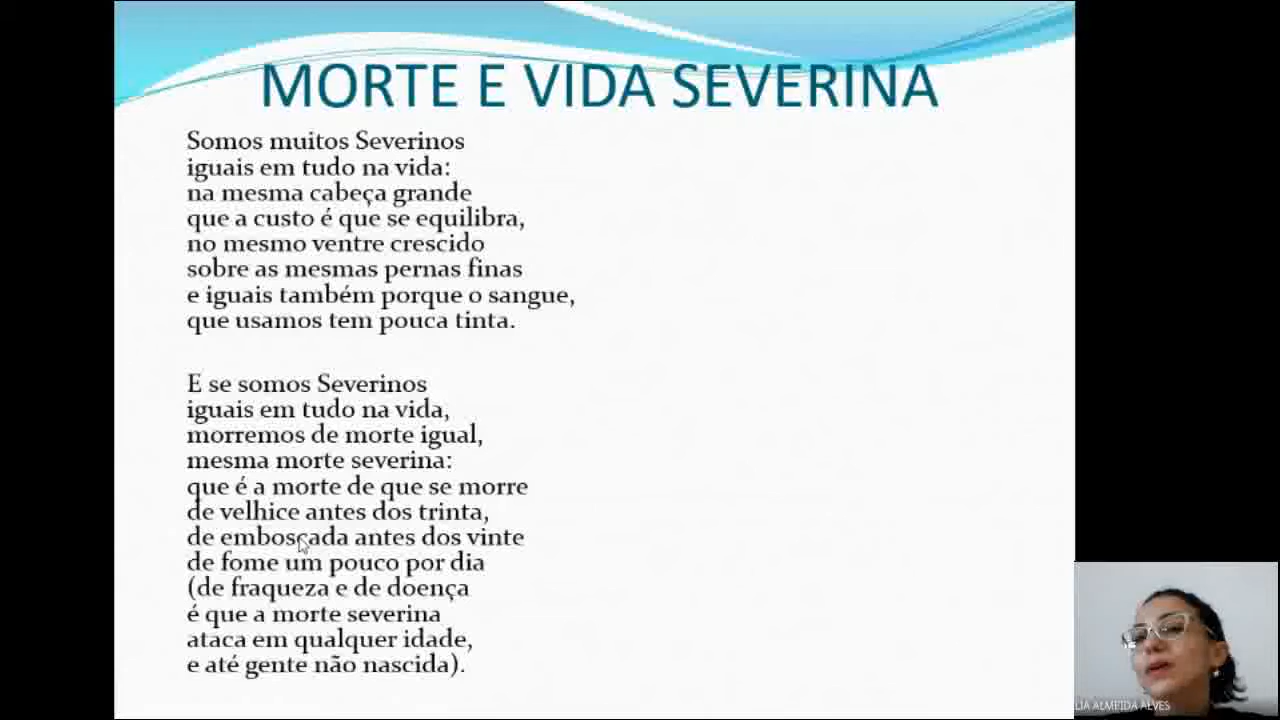 MORTE E VIDA SEVERINA
Somos muitos Severinos
iguais em tudo na vida:
na mesma cabeça grande
que a custo é que se equilibra,
no mesmo ventre crescido
sobre as mesmas pernas finas
e iguais também porque o sangue,
que usamos tem pouca tinta.
E se somos Severinos
iguais em tudo na vida,
morremos de morte igual,
mesma morte severina:
que é a morte de que se morre
de velhice antes dos trinta,
de emboscada antes dos vinte
de fome um pouco por dia
(de fraqueza e de doença
é que a morte severina
ataca em qualquer idade,
e até gente não nascida).
LIA ALMEIDA ALVES